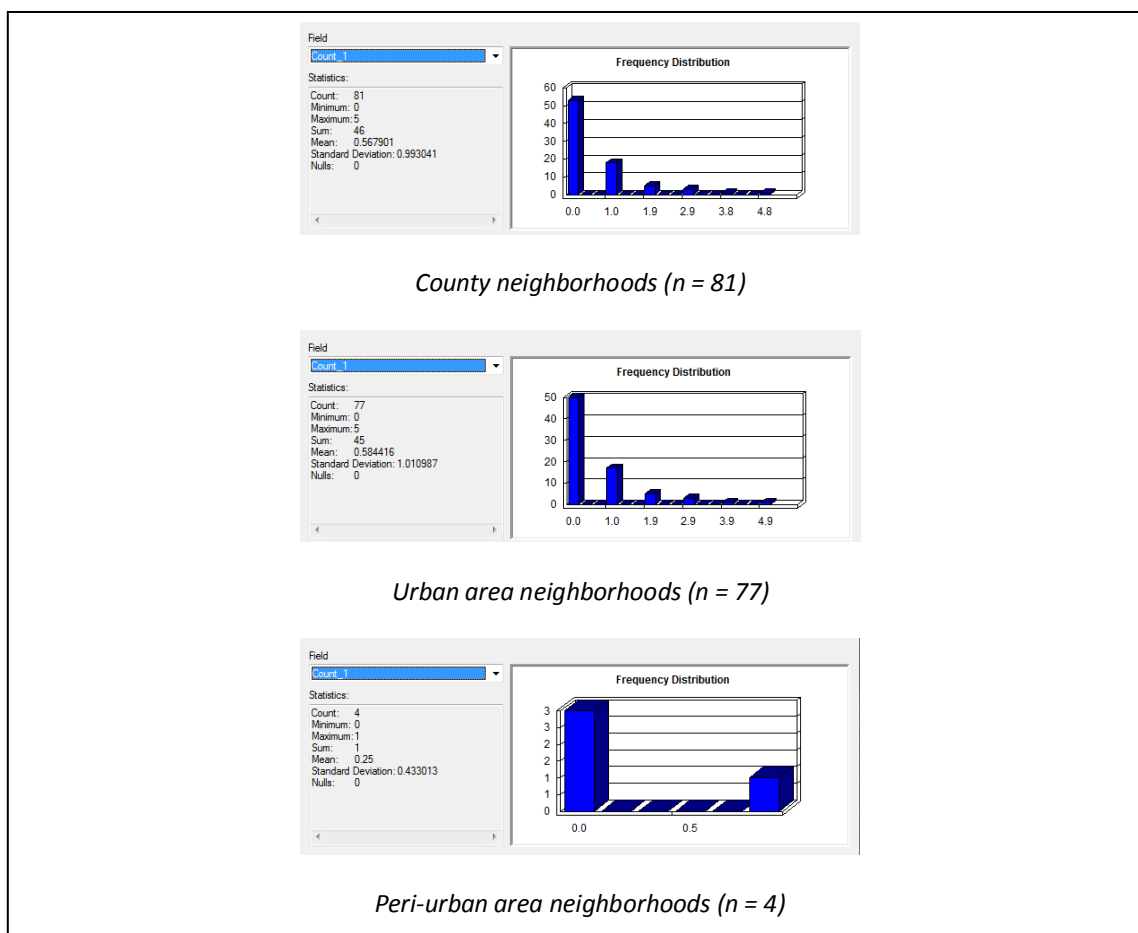 Field
Count_1
Statistics:
Count: 81
Minimum: 0
Maximum: 5
Sum: 46
Mean: 0.567901
Standard Deviation: 0.993041
Nulls: 0
Frequency Distribution
60
50
40
30
20
10
0
0.0 1.0 1.9 2.9 3.8 4.8
County neighborhoods (n = 81)
Field
Count_1
Statistics:
Count: 77
Minimum: 0
Maximum: 5
Sum: 45
Mean: 0.584416
Standard Deviation: 1.010987
Nulls: 0
Frequency Distribution
50
40
30
20
10
0
0.0 1.0 1.9 2.9 3.9 4.9
Urban area neighborhoods (n = 77)
Field
Count_1
Statistics:
Count: 4
Minimum: 0
Maximum: 1
Sum: 1
Mean: 0.25
Standard Deviation: 0.433013
Nulls: 0
Frequency Distribution
3
3
2
2
1
1
0
0.0 0.5
Peri-urban area neighborhoods (n = 4)